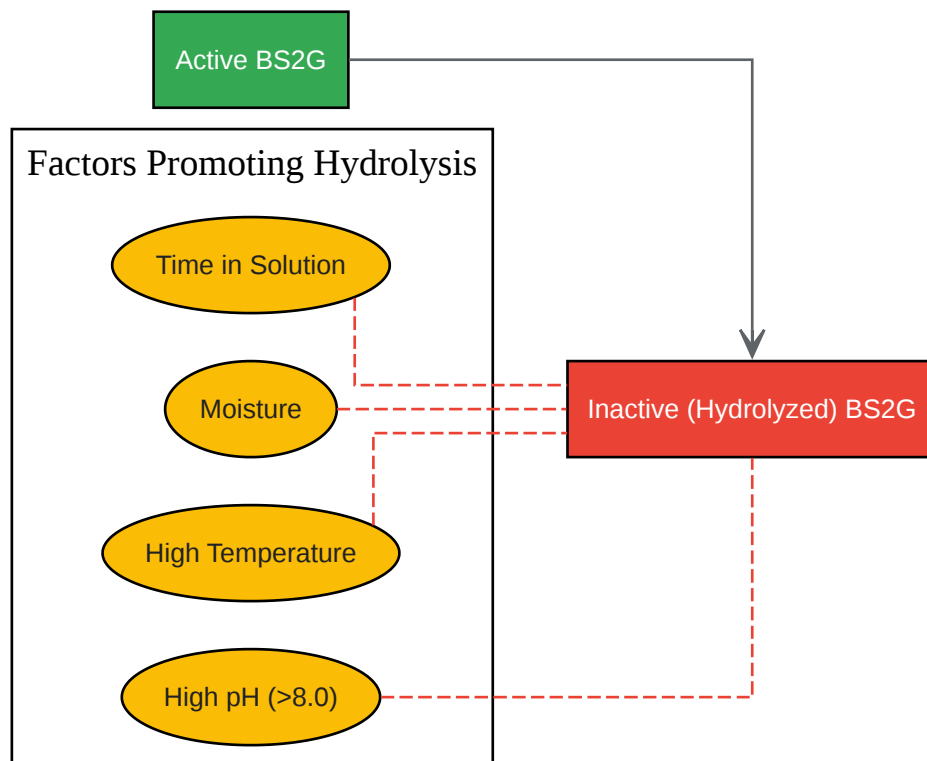 Active BS2G
Factors Promoting Hydrolysis
Time in Solution
Moisture
Inactive (Hydrolyzed) BS2G
High Temperature
High pH (>8.0)